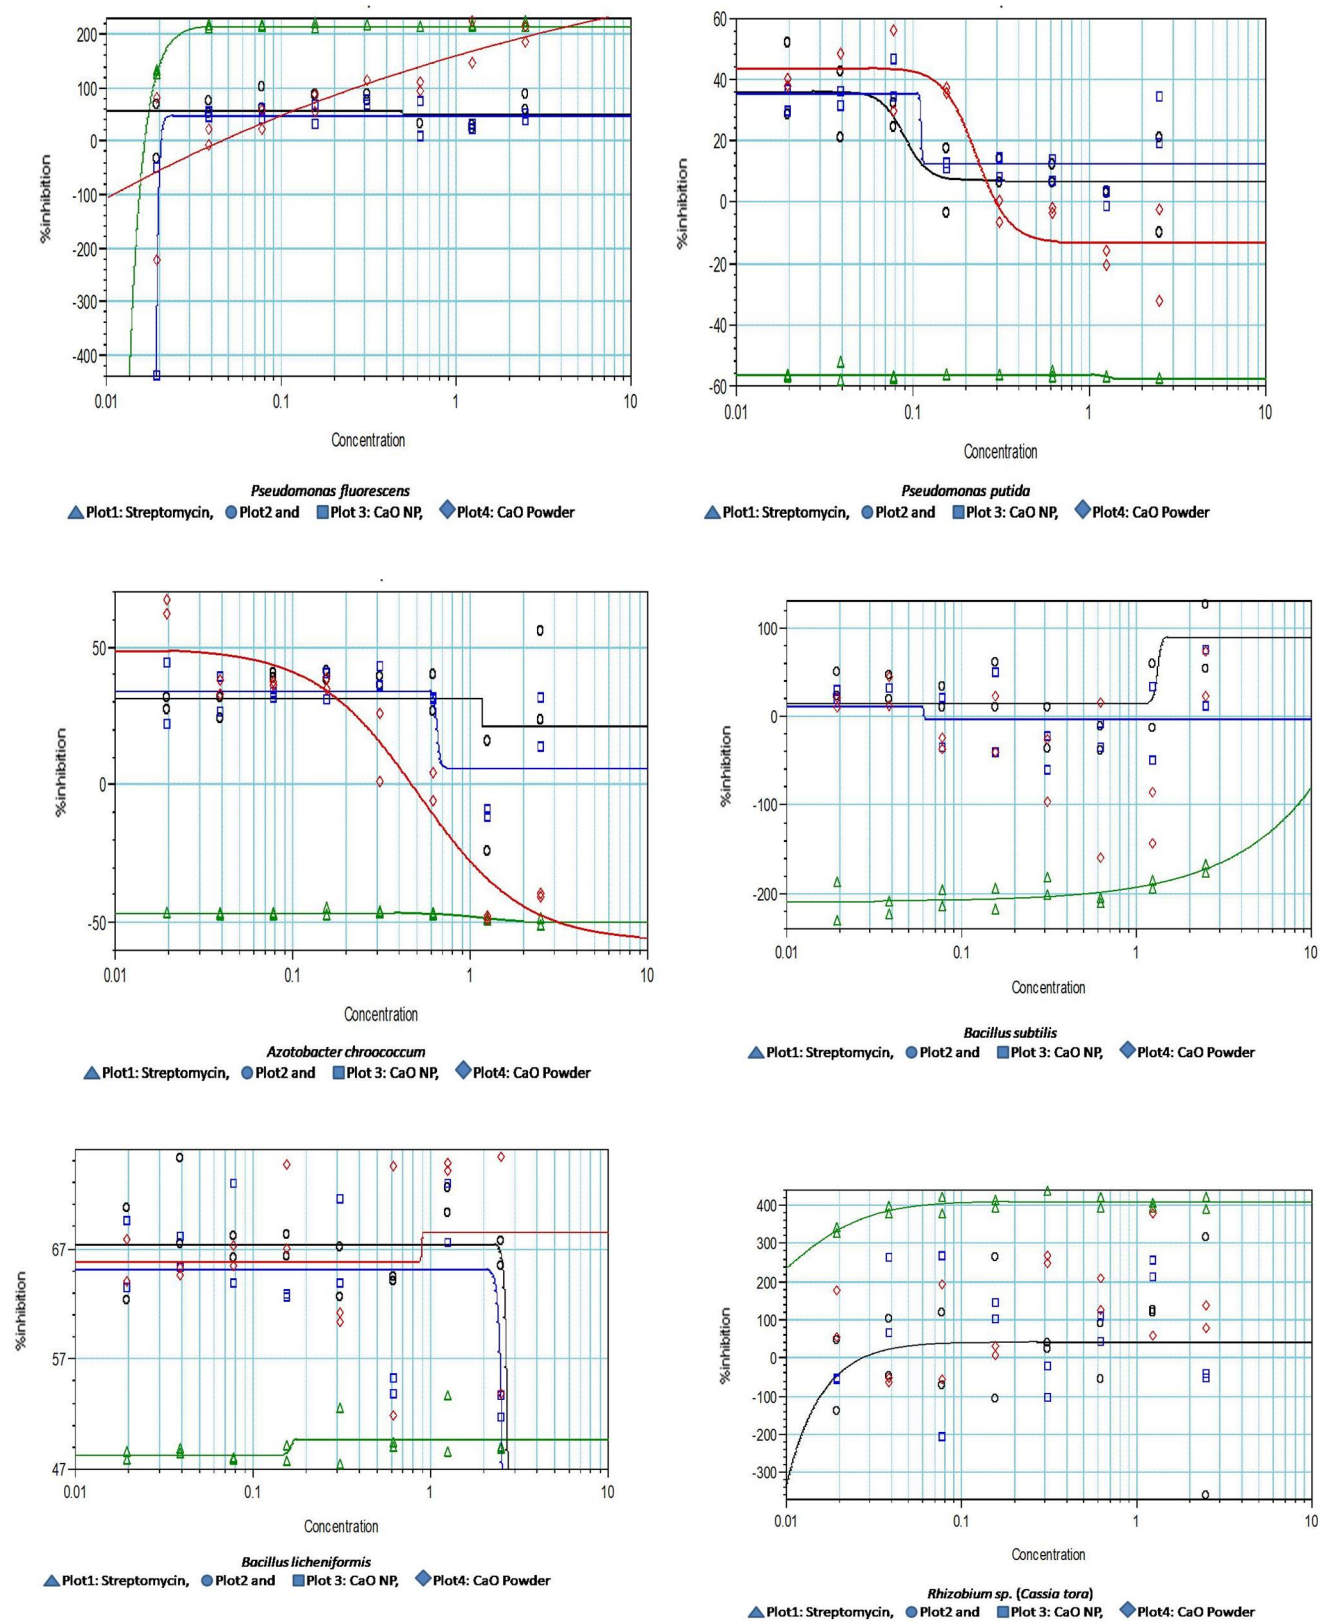 200
100
0
-100
-200
-300
-400
%inhibition
0.01 0.1 1 10
Concentration
Pseudomonas fluorescens
Plot1: Streptomycin, Plot2 and Plot 3: CaO NP, Plot4: CaO Powder
60
40
20
0
-20
-40
-60
%inhibition
0.01 0.1 1 10
Concentration
Pseudomonas putida
Plot1: Streptomycin, Plot2 and Plot 3: CaO NP, Plot4: CaO Powder
50
0
-50
%inhibition
0.01 0.1 1 10
Concentration
Azotobacter chroococcum
Plot1: Streptomycin, Plot2 and Plot 3: CaO NP, Plot4: CaO Powder
100
0
-100
-200
%inhibition
0.01 0.1 1 10
Concentration
Bacillus subtilis
Plot1: Streptomycin, Plot2 and Plot 3: CaO NP, Plot4: CaO Powder
67
57
47
%inhibition
0.01 0.1 1 10
Concentration
Bacillus licheniformis
Plot1: Streptomycin, Plot2 and Plot 3: CaO NP, Plot4: CaO Powder
400
300
200
100
0
-100
-200
-300
%inhibition
0.01 0.1 1 10
Concentration
Rhizobium sp. (Cassia tora)
Plot1: Streptomycin, Plot2 and Plot 3: CaO NP, Plot4: CaO Powder